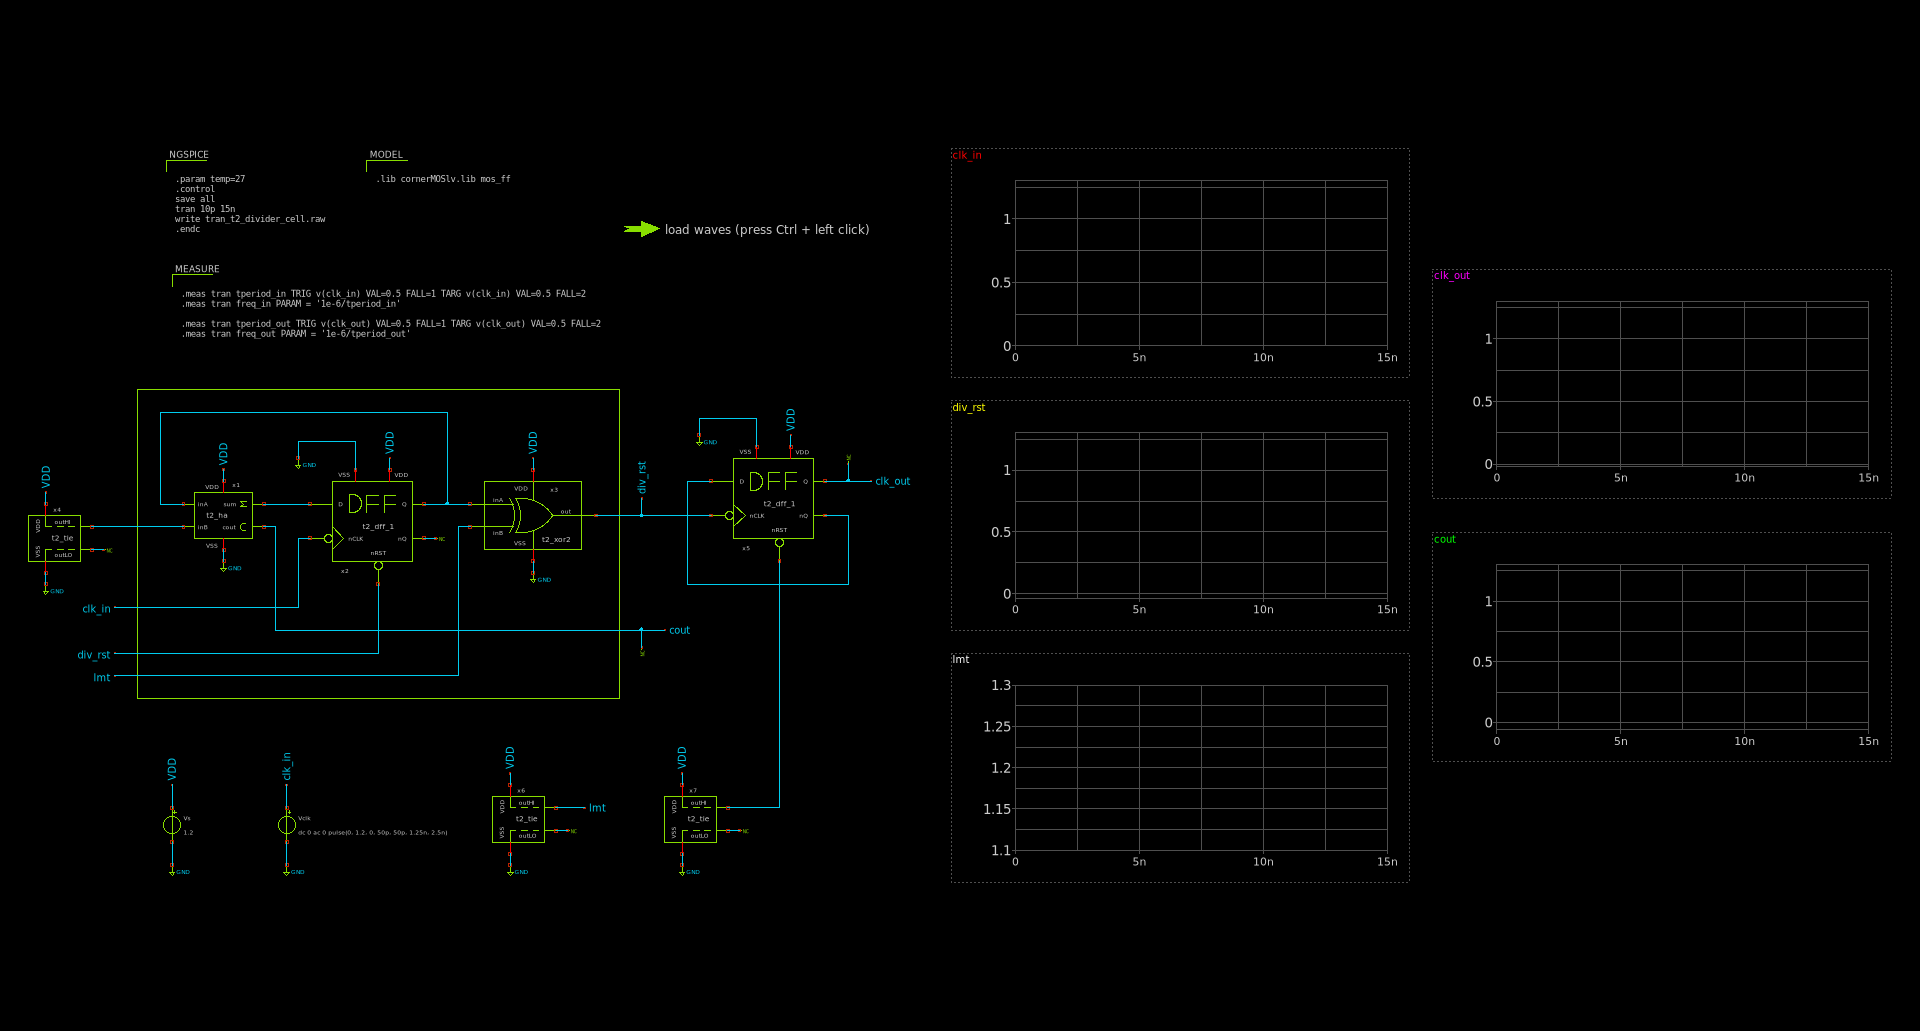 NGSPICE
.param temp=27
.control
save all
tran 10p 15n
write tran_t2_divider_cell.raw
.endc
MODEL
.lib cornerMOSlv.lib mos_ff
load waves (press Ctrl + left click)
MEASURE
.meas tran tperiod_in TRIG v(clk_in) VAL=0.5 FALL=1 TARG v(clk_in) VAL=0.5 FALL=2
.meas tran freq_in PARAM = '1e-6/tperiod_in'
.meas tran tperiod_out TRIG v(clk_out) VAL=0.5 FALL=1 TARG v(clk_out) VAL=0.5 FALL=2
.meas tran freq_out PARAM = '1e-6/tperiod_out'
VDD
x4
VDD
outHI
t2_tie
VSS
outLO
NC
GND
VDD
VDD
x1
inA
sum
Σ
t2_ha
inB
cout
C
VSS
GND
GND
VDD
VSS
VDD
D
DFF
Q
t2_dff_1
nCLK
nQ
NC
nRST
x2
VDD
VDD
x3
inA
out
inB
VSS
t2_xor2
GND
div_rst
GND
VDD
VSS
VDD
D
DFF
Q
t2_dff_1
nCLK
nQ
nRST
x5
NC
clk_out
clk_in
div_rst
lmt
cout
NC
VDD
Vs
1.2
GND
clk_in
Vclk
dc 0 ac 0 pulse(0, 1.2, 0, 50p, 50p, 1.25n, 2.5n)
GND
VDD
x6
VDD
outHI
t2_tie
VSS
outLO
lmt
NC
GND
VDD
x7
VDD
outHI
t2_tie
VSS
outLO
NC
GND
clk_in
1
0.5
0
0 5n 10n 15n
div_rst
1
0.5
0
0 5n 10n 15n
lmt
1.3
1.25
1.2
1.15
1.1
0 5n 10n 15n
clk_out
1
0.5
0
0 5n 10n 15n
cout
1
0.5
0
0 5n 10n 15n